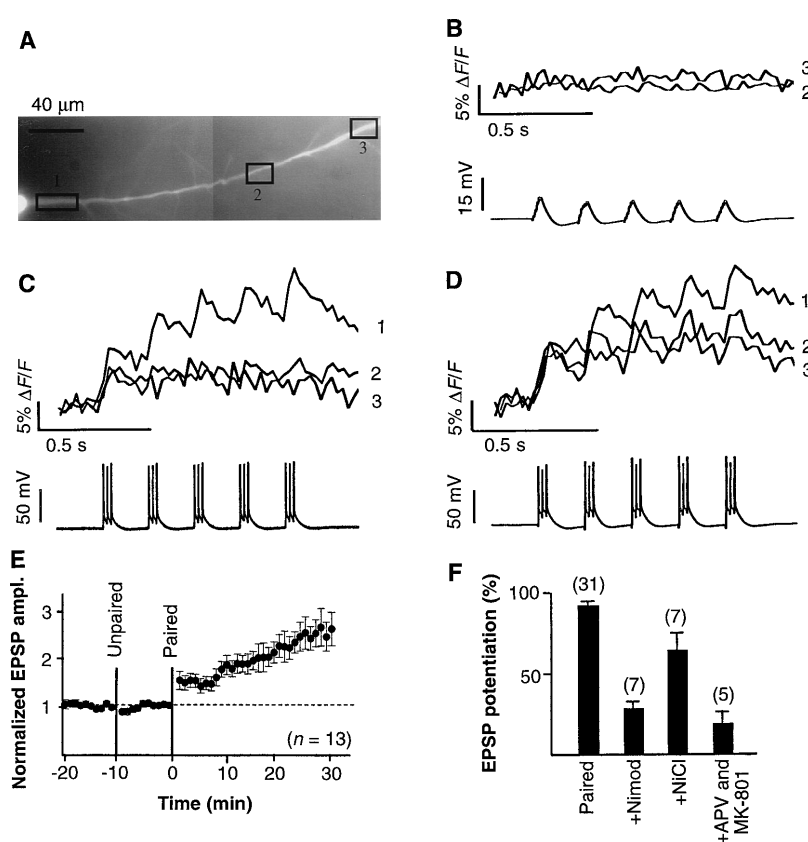 A
40 μm
1
2
3
B
5% ΔF/F
0.5 s
3
2
15 mV
C
5% ΔF/F
0.5 s
1
2
3
50 mV
D
5% ΔF/F
0.5 s
1
2
3
50 mV
E
Normalized EPSP ampl.
3
2
1
Unpaired
Paired
(n = 13)
-20
-10
0
10
20
30
Time (min)
F
EPSP potentiation (%)
100
50
(31)
(7)
(7)
(5)
Paired
+Nimod
+NiCl
+APV and
MK-801